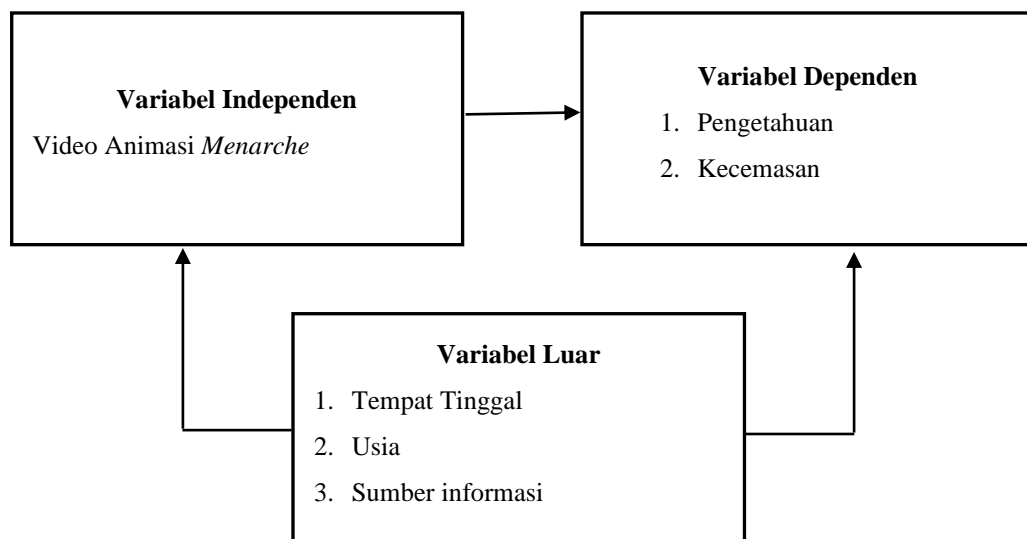 Variabel Independen
Video Animasi Menarche
Variabel Dependen
1. Pengetahuan
2. Kecemasan
Variabel Luar
1. Tempat Tinggal
2. Usia
3. Sumber informasi